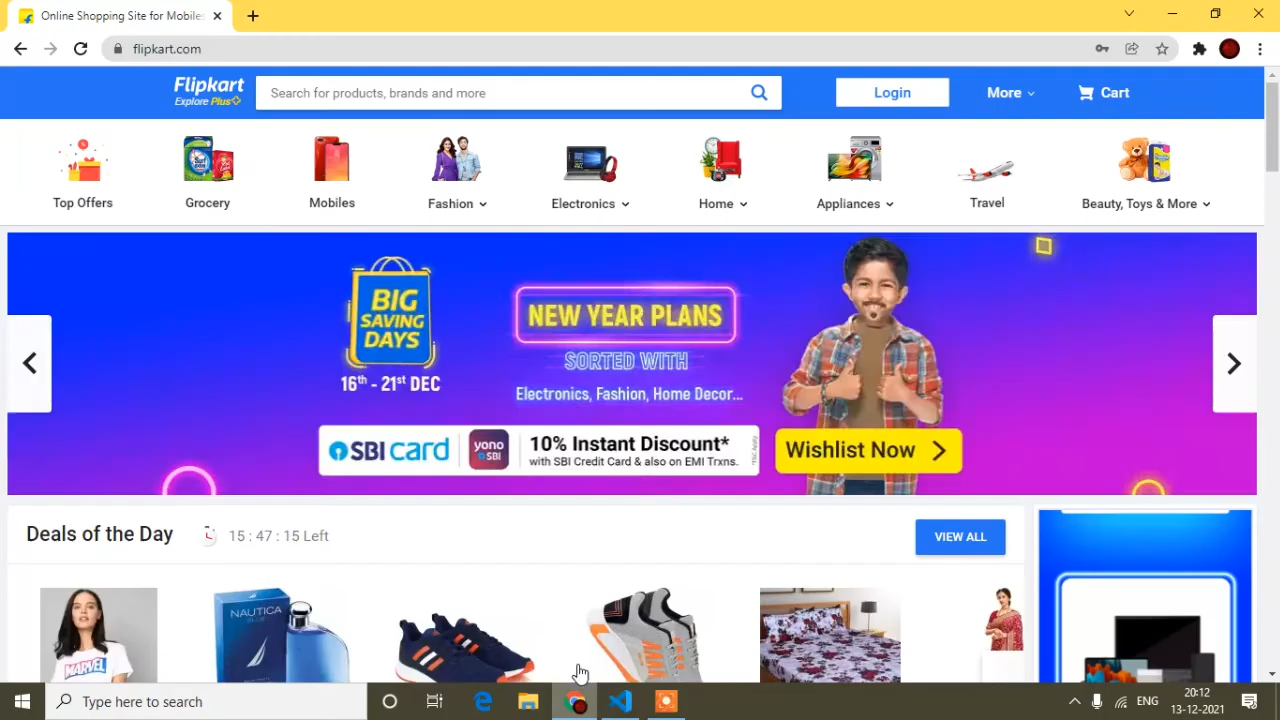 Online Shopping Site for Mobiles
flipkart.com
Flipkart
Explore Plus
Search for products, brands and more
Login
More
Cart
Top Offers
Grocery
Mobiles
Fashion
Electronics
Home
Appliances
Travel
Beauty, Toys & More
BIG
SAVING
DAYS
16th - 21st DEC
NEW YEAR PLANS
SORTED WITH
Electronics, Fashion, Home Decor...
SBI card
yono
SBI
10% Instant Discount*
with SBI Credit Card & also on EMI Trxns.
Wishlist Now
Deals of the Day
15 : 47 : 15 Left
VIEW ALL
MARVEL
NAUTICA
BLUE
Type here to search
ENG
20:12
13-12-2021